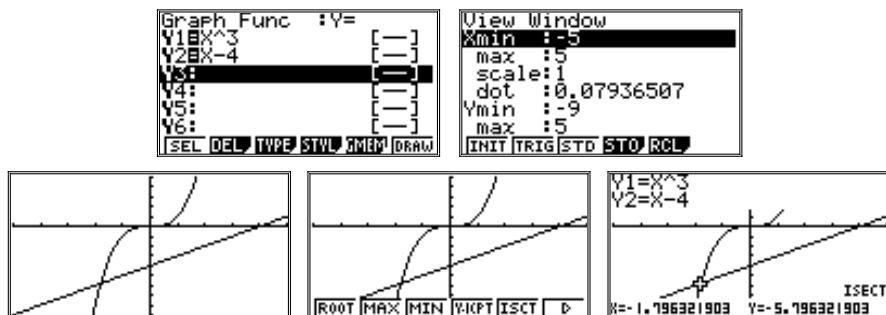 Graph Func :Y=
Y1=X^3 [—]
Y2=X-4 [—]
Y3: [—]
Y4: [—]
Y5: [—]
Y6: [—]
SEL DEL TYPE STYL GMEM DRAW
View Window
Xmin :-5
max :5
scale:1
dot :0.07936507
Ymin :-9
max :5
INIT TRIG STD STO RCL
ROOT MAX MIN Y-ICPT ISCT ▷
Y1=X^3
Y2=X-4
ISECT
X=-1.796321903 Y=-5.796321903